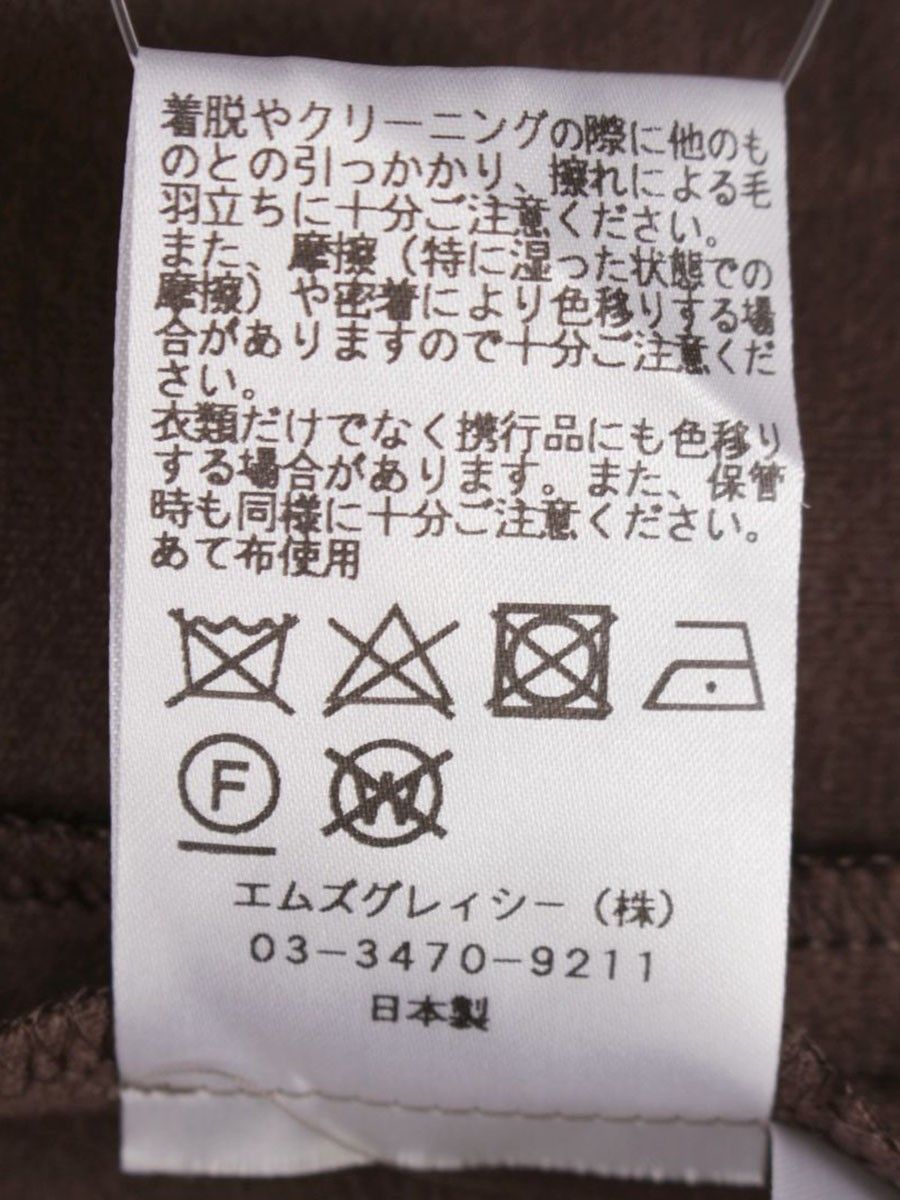 着脱やクリーニングの際に他のも
のとの引っかかり、擦れによる毛
羽立ちに十分ご注意ください。
また、摩擦（特に湿った状態での
摩擦）や密着により色移りする場
合がありますので十分ご注意くだ
さい。
衣類だけでなく携行品にも色移り
する場合があります。また、保管
時も同様に十分ご注意ください。
あて布使用
F
W
エムズグレィシー（株）
03-3470-9211
日本製